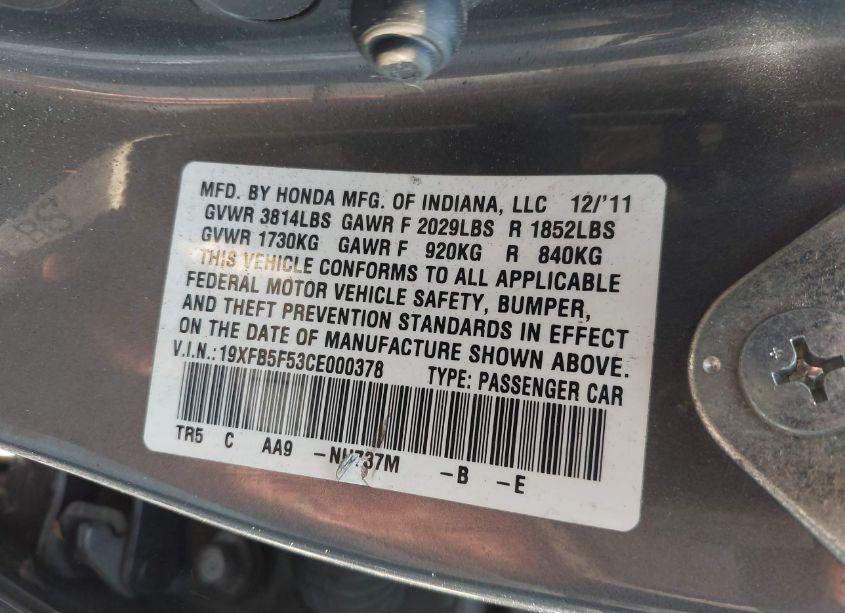 MFD. BY HONDA MFG. OF INDIANA, LLC 12/'11
GVWR 3814LBS GAWR F 2029LBS R 1852LBS
GVWR 1730KG GAWR F 920KG R 840KG
THIS VEHICLE CONFORMS TO ALL APPLICABLE
FEDERAL MOTOR VEHICLE SAFETY, BUMPER,
AND THEFT PREVENTION STANDARDS IN EFFECT
ON THE DATE OF MANUFACTURE SHOWN ABOVE.
V.I.N.:19XFB5F53CE000378 TYPE: PASSENGER CAR
TR5 C AA9 -NH737M -B -E
BS